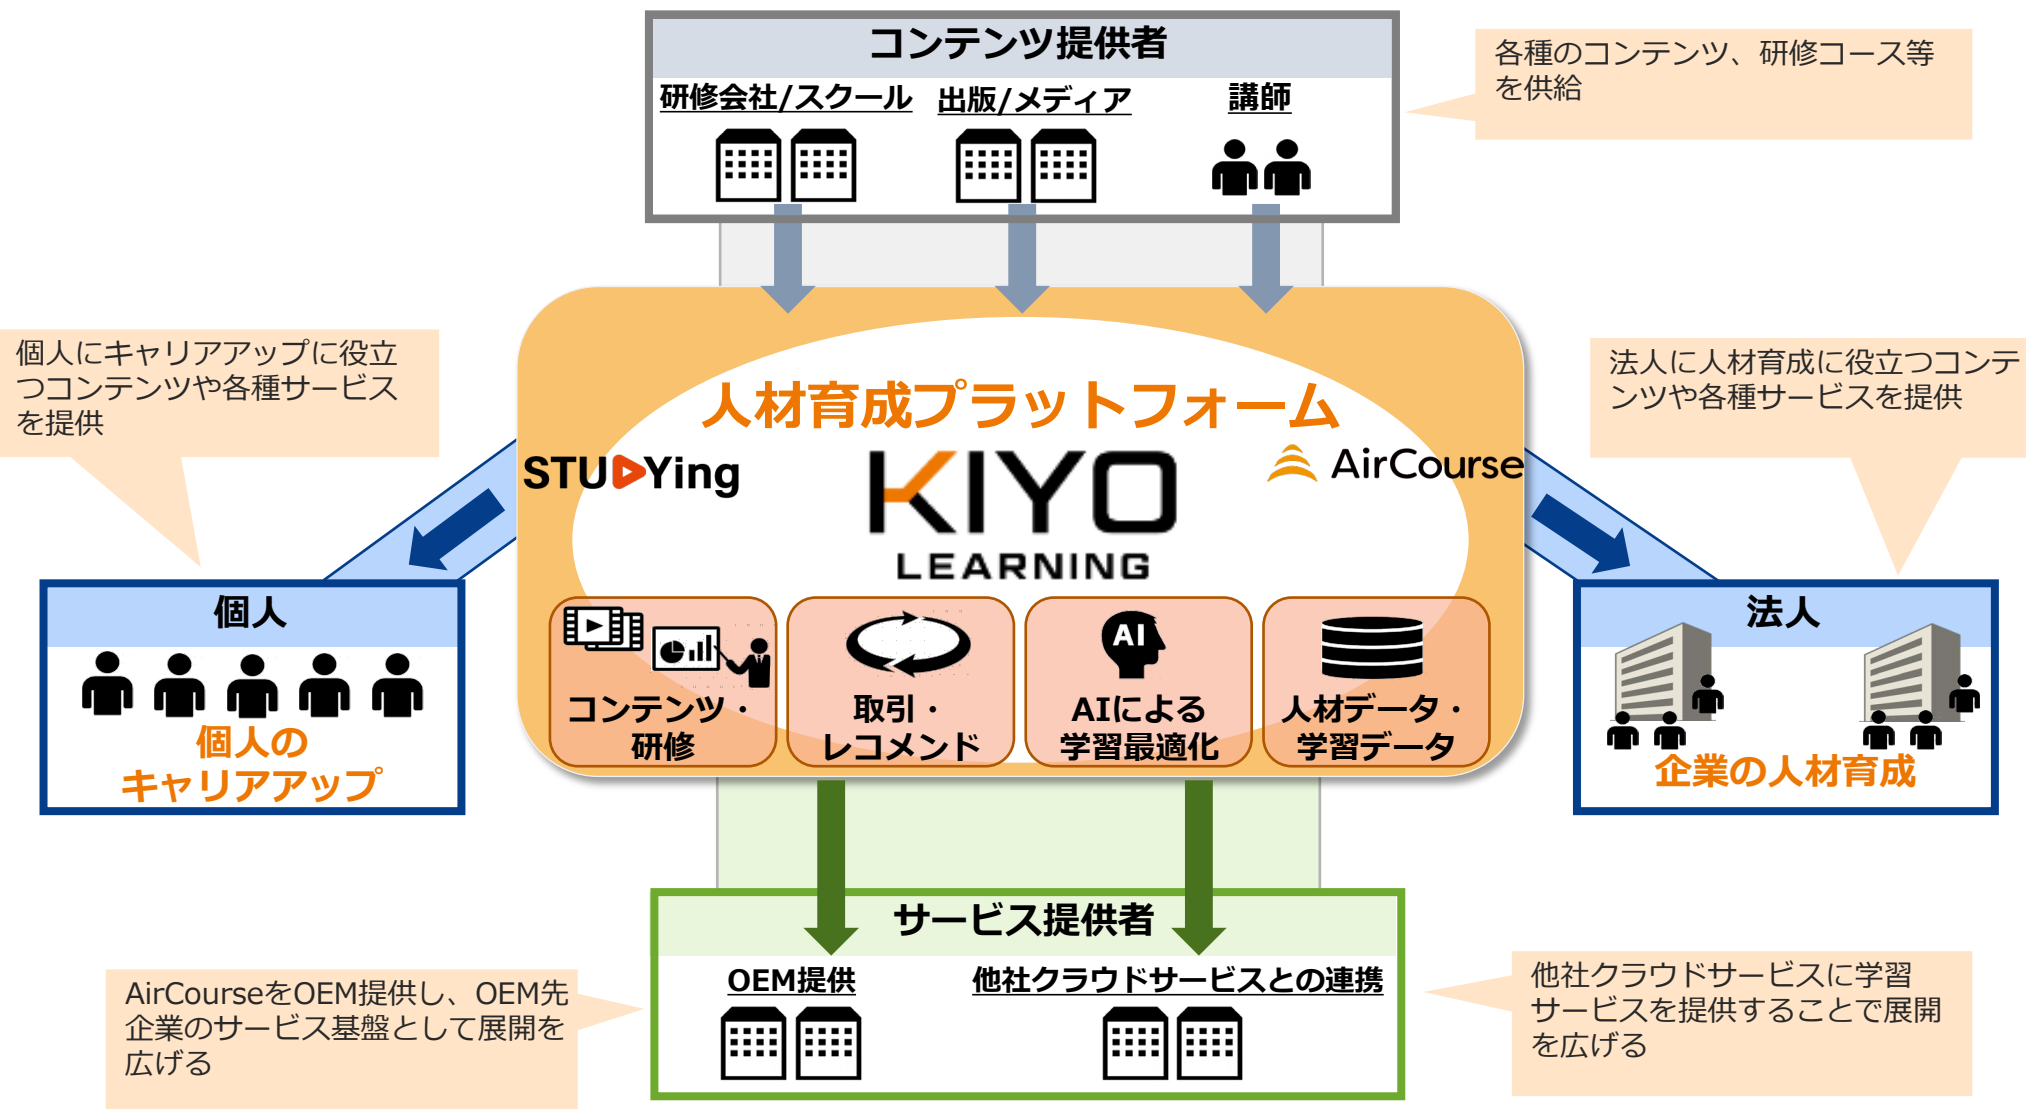 コンテンツ提供者
研修会社/スクール
出版/メディア
講師
各種のコンテンツ、研修コース等
を供給
個人にキャリアアップに役立
つコンテンツや各種サービス
を提供
法人に人材育成に役立つコンテ
ンツや各種サービスを提供
人材育成プラットフォーム
STUDYing
KIYO
LEARNING
AirCourse
個人
個人の
キャリアアップ
コンテンツ・
研修
取引・
レコメンド
AI
AIによる
学習最適化
人材データ・
学習データ
法人
企業の人材育成
サービス提供者
OEM提供
他社クラウドサービスとの連携
AirCourseをOEM提供し、OEM先
企業のサービス基盤として展開を
広げる
他社クラウドサービスに学習
サービスを提供することで展開
を広げる